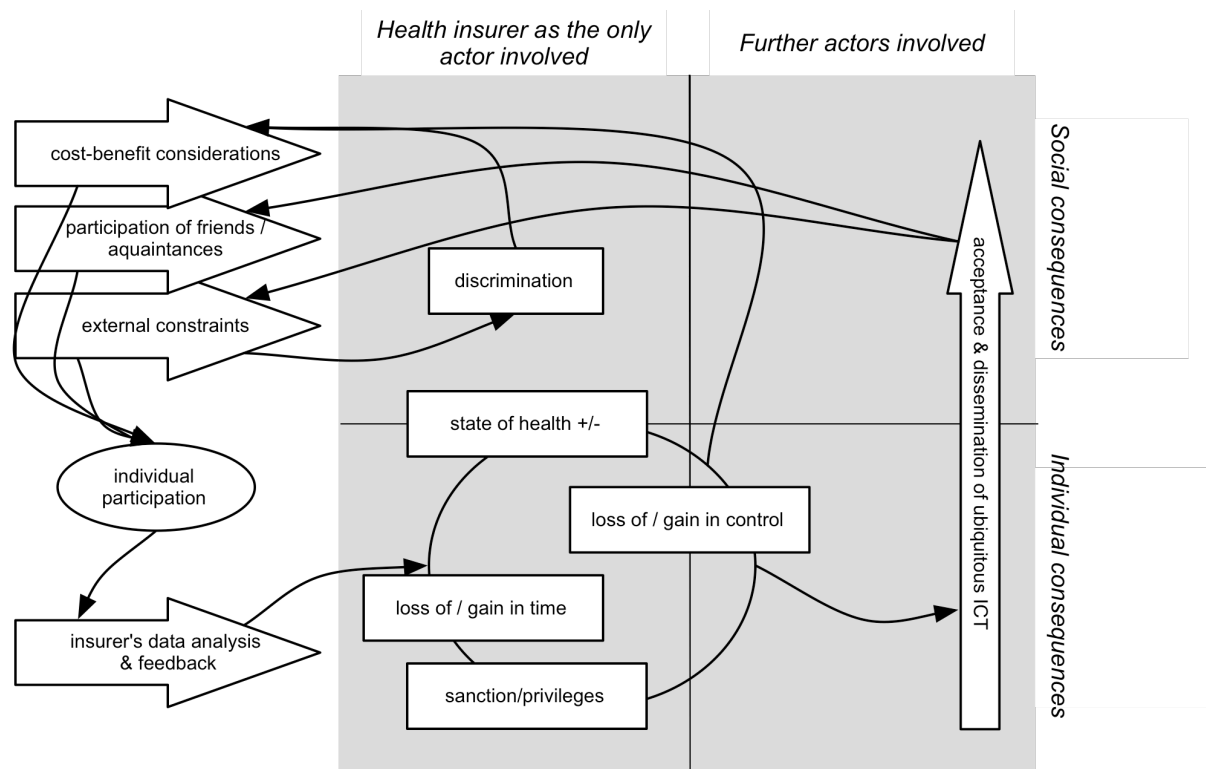 Health insurer as the only
actor involved
Further actors involved
cost-benefit considerations
participation of friends /
aquaintances
external constraints
discrimination
Social consequences
state of health +/-
individual
participation
loss of / gain in control
loss of / gain in time
insurer's data analysis
& feedback
sanction/privileges
acceptance & dissemination of ubiquitous ICT
Individual consequences